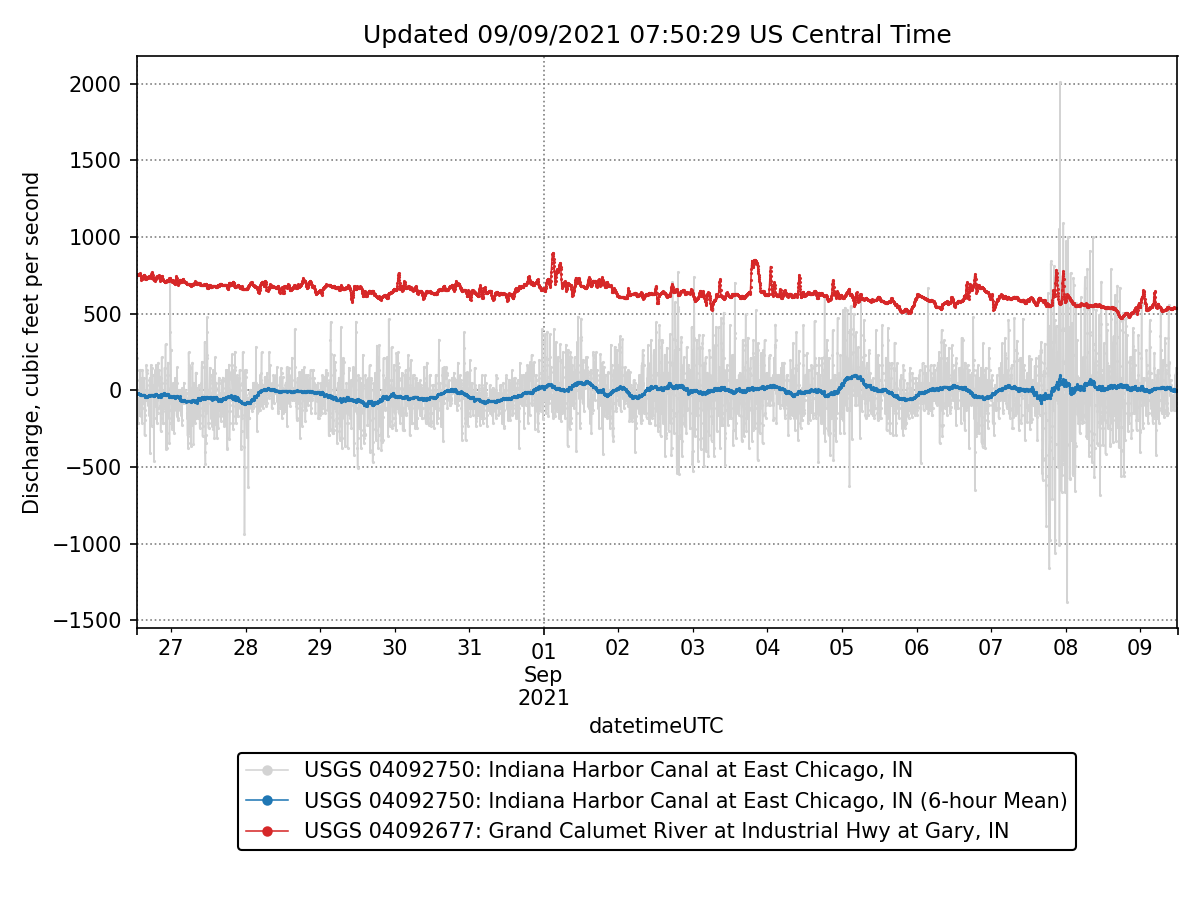 Updated 09/09/2021 07:50:29 US Central Time
Discharge, cubic feet per second
2000
1500
1000
500
0
−500
−1000
−1500
27 28 29 30 31 01 02 03 04 05 06 07 08 09
Sep
2021
datetimeUTC
USGS 04092750: Indiana Harbor Canal at East Chicago, IN
USGS 04092750: Indiana Harbor Canal at East Chicago, IN (6-hour Mean)
USGS 04092677: Grand Calumet River at Industrial Hwy at Gary, IN